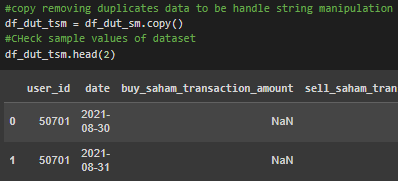 #copy removing duplicates data to be handle string manipulation
df_dut_tsm = df_dut_sm.copy()
#CHeck sample values of dataset
df_dut_tsm.head(2)
user_id date buy_saham_transaction_amount sell_saham_tran
0 50701 2021-
08-30 NaN
1 50701 2021-
08-31 NaN